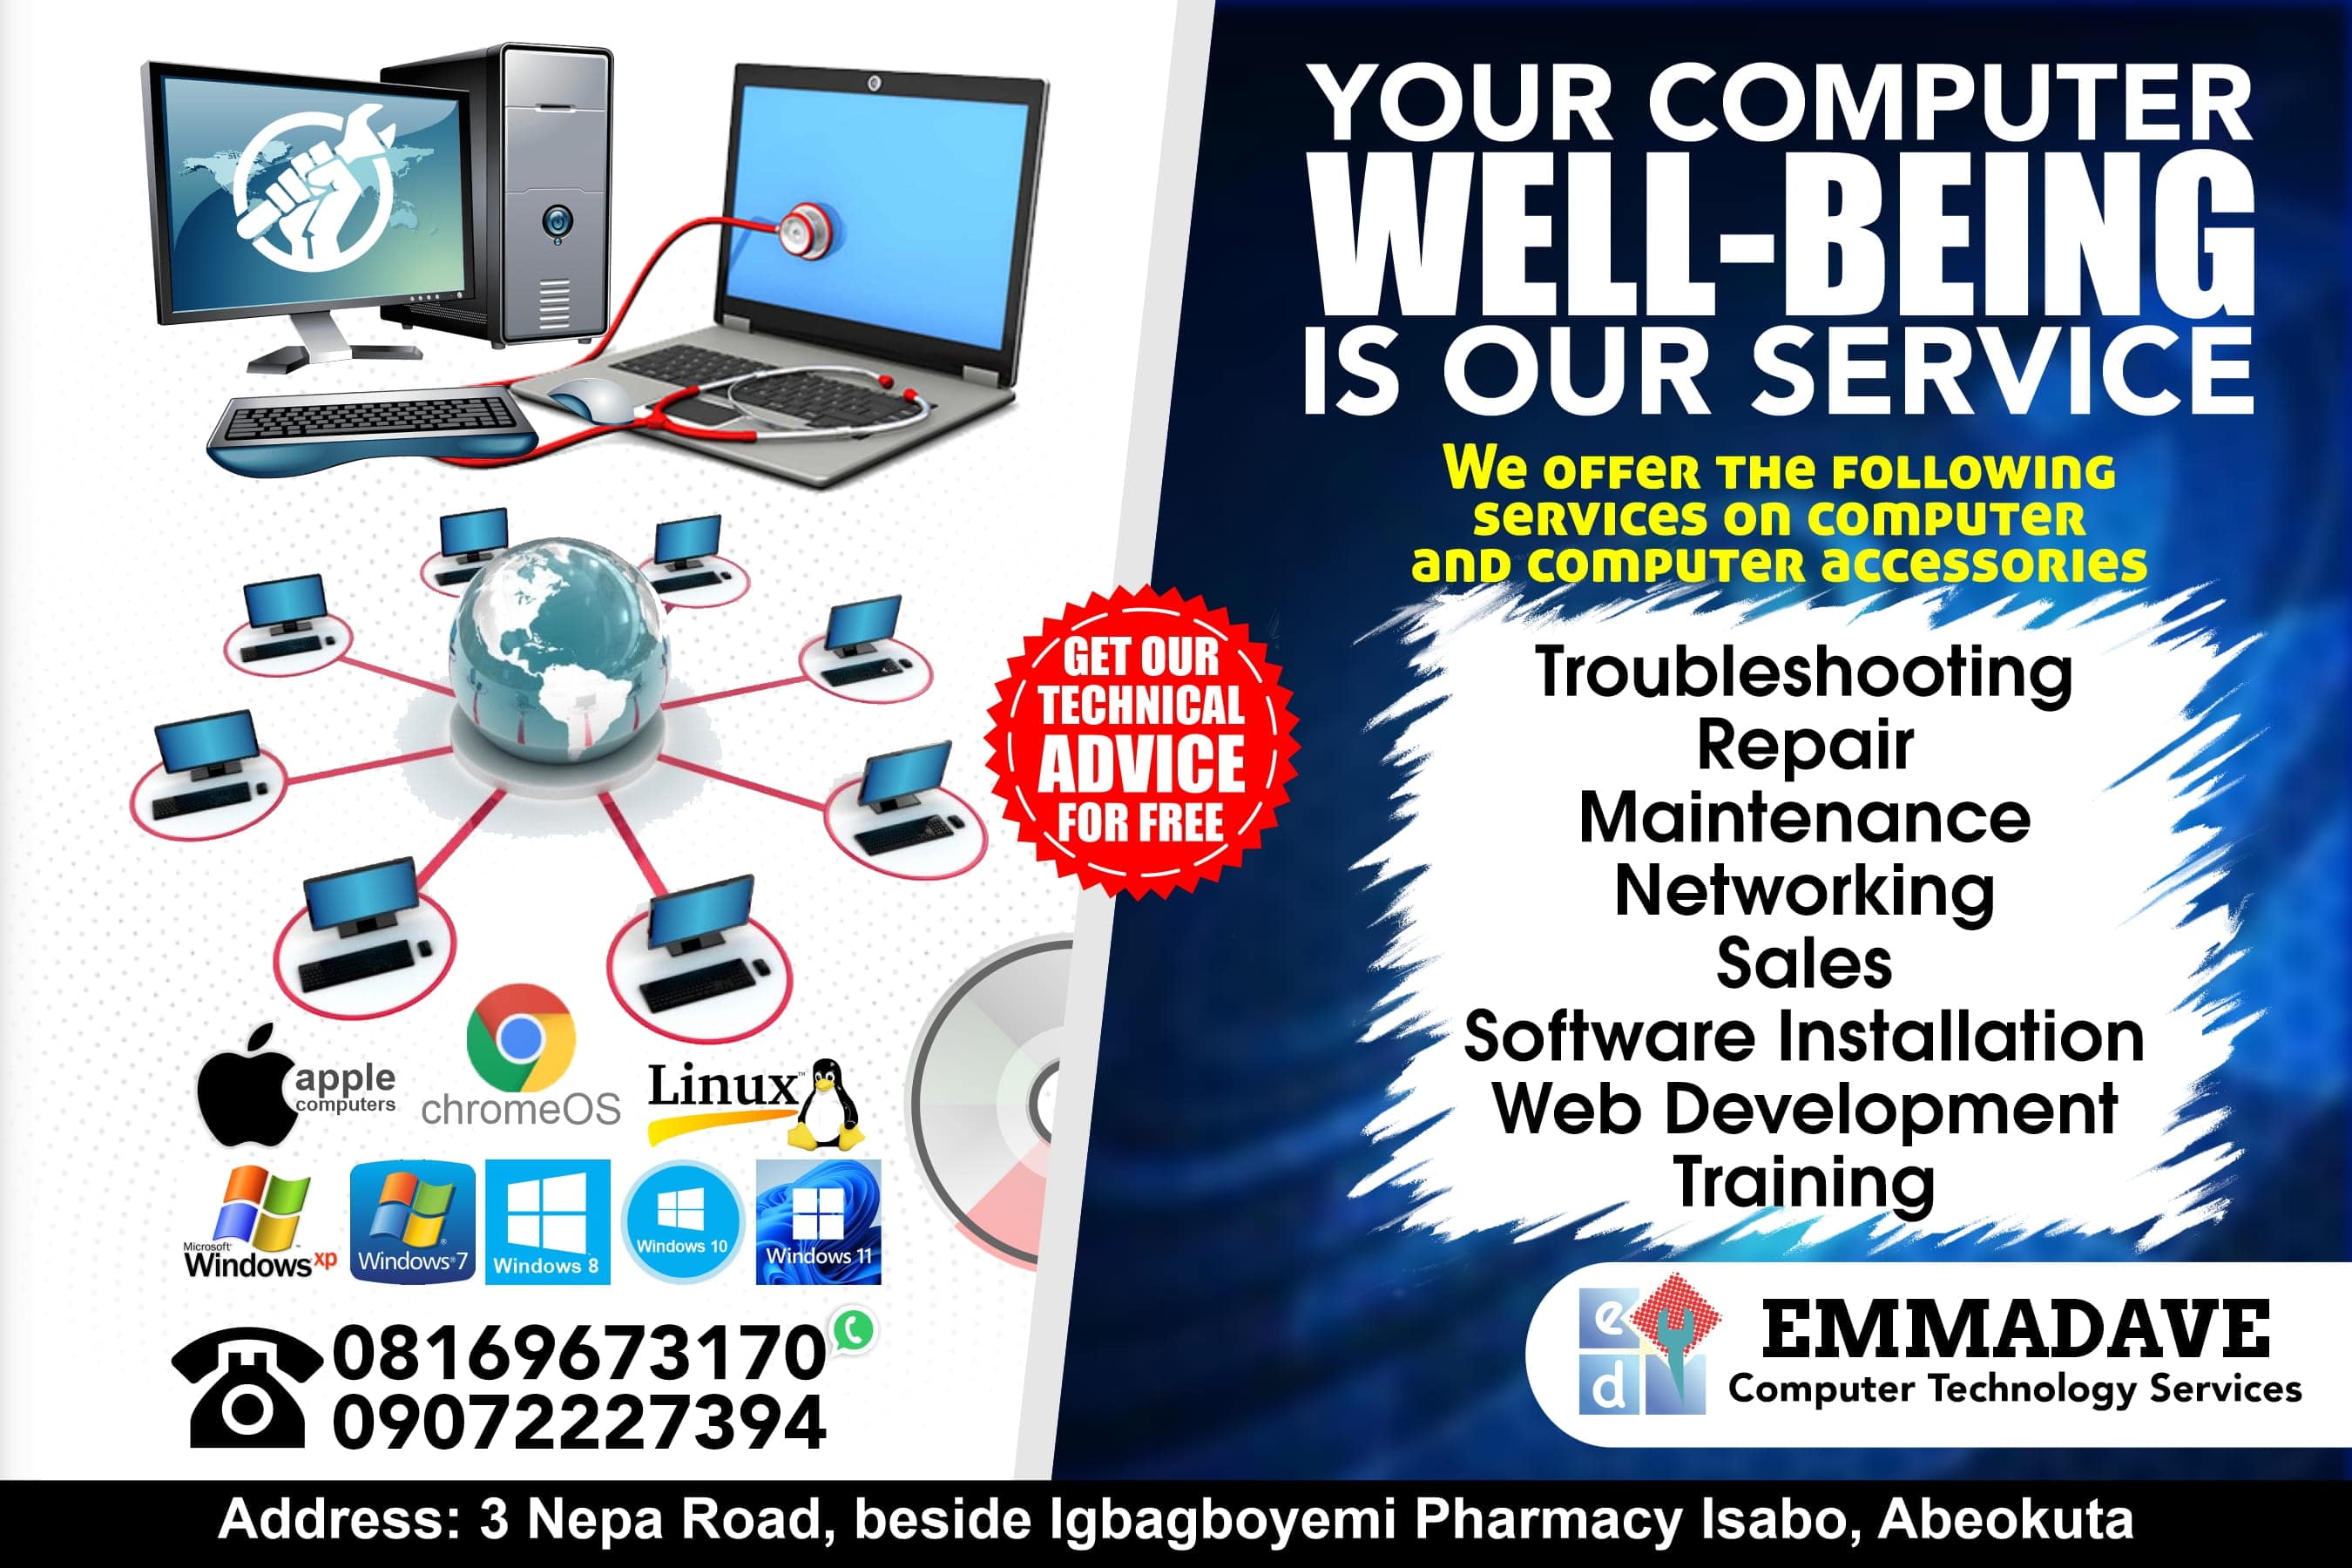 YOUR COMPUTER
WELL-BEING
IS OUR SERVICE
We OFFER THE FOLLOWING
SERVICES ON COMPUTER
AND COMPUTER ACCESSORIES
Troubleshooting
Repair
Maintenance
Networking
Sales
Software Installation
Web Development
Training
GET OUR
TECHNICAL
ADVICE
FOR FREE
apple
computers
chromeOS
Linux™
Microsoft®
Windows xp
Windows®7
Windows 8
Windows 10
Windows 11
08169673170
09072227394
e
d
EMMADAVE
Computer Technology Services
Address: 3 Nepa Road, beside Igbagboyemi Pharmacy Isabo, Abeokuta